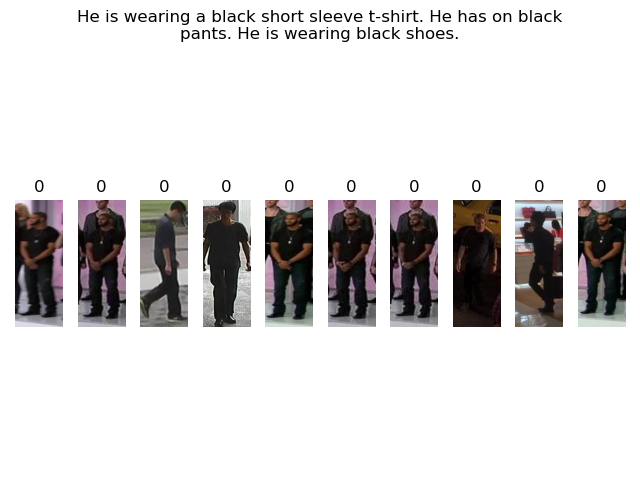 He is wearing a black short sleeve t-shirt. He has on black
pants. He is wearing black shoes.
0 0 0 0 0 0 0 0 0 0